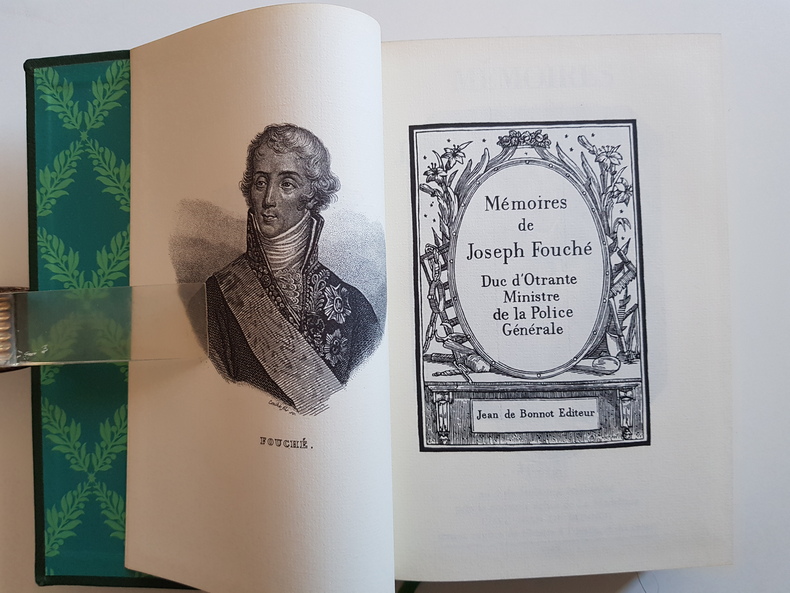 FOUCHÉ.
Mémoires
de
Joseph Fouché
Duc d'Otrante
Ministre
de la Police
Générale
Jean de Bonnot Editeur